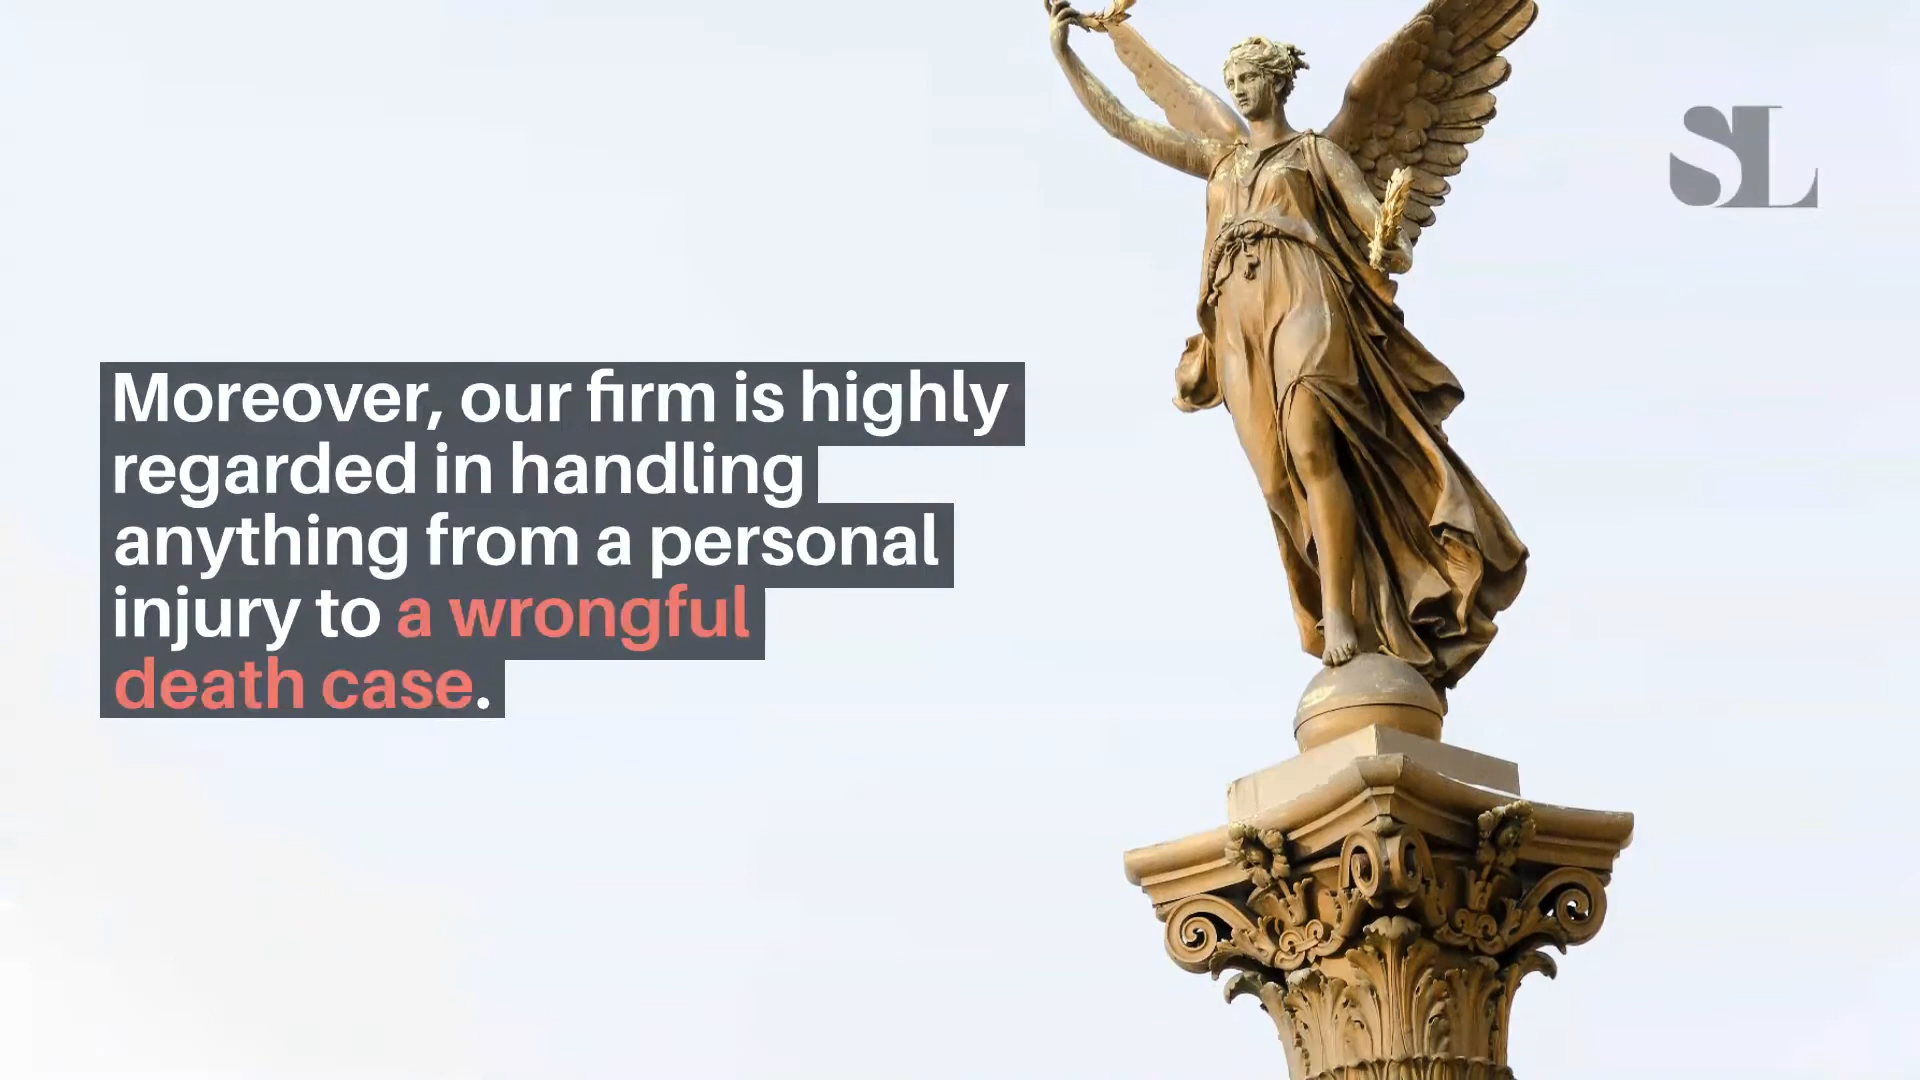 SL
Moreover, our firm is highly
regarded in handling
anything from a personal
injury to a wrongful
death case.